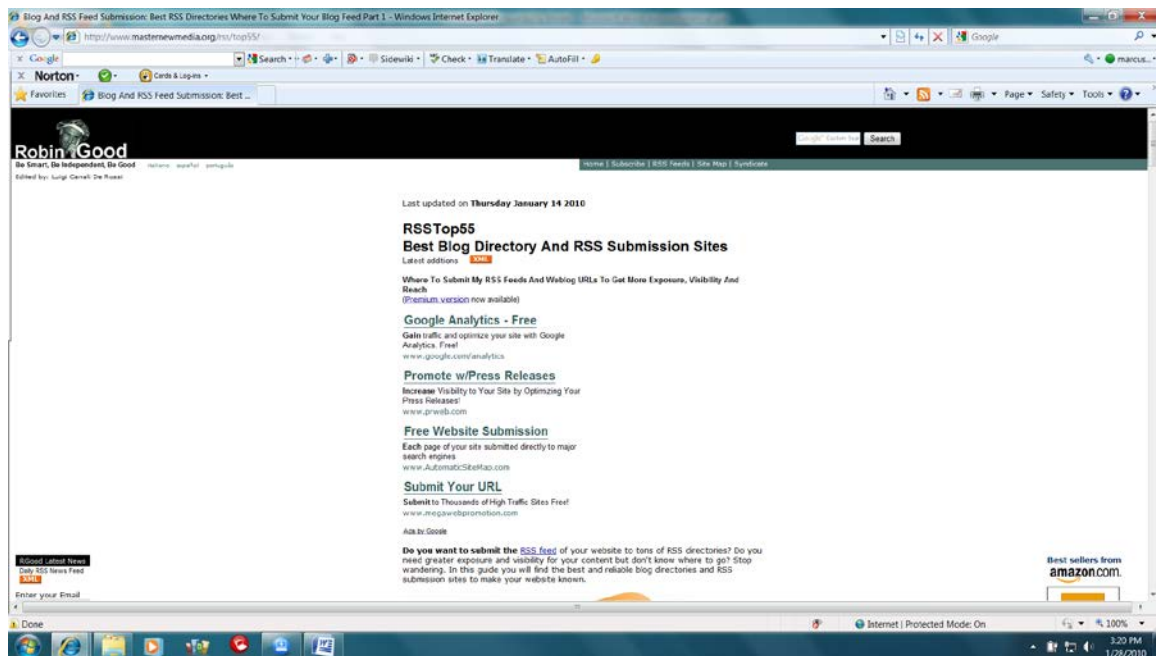 Blog And RSS Feed Submission: Best RSS Directories Where To Submit Your Blog Feed Part 1 - Windows Internet Explorer
http://www.masternewmedia.org/rss/top55/
Google
Google
Search
Sidewiki
Check
Translate
AutoFill
marcus...
Norton
Cards & Log-ins
Favorites
Blog And RSS Feed Submission: Best ...
Page Safety Tools
Robin Good
Search
Be Smart, Be Independent, Be Good italiano español português
Home | Subscribe | RSS Feeds | Site Map | Syndicate
Edited by: Luigi Canali De Rossi
Last updated on Thursday January 14 2010
RSSTop55
Best Blog Directory And RSS Submission Sites
Latest additions XML
Where To Submit My RSS Feeds And Weblog URLs To Get More Exposure, Visibility And
Reach
(Premium version now available)
Google Analytics - Free
Gain traffic and optimize your site with Google
Analytics. Free!
www.google.com/analytics
Promote w/Press Releases
Increase Visibility to Your Site by Optimizing Your
Press Releases!
www.prweb.com
Free Website Submission
Each page of your site submitted directly to major
search engines
www.AutomaticSiteMap.com
Submit Your URL
Submit to Thousands of High Traffic Sites Free!
www.megawebpromotion.com
Ads by Google
Do you want to submit the RSS feed of your website to tons of RSS directories? Do you
need greater exposure and visibility for your content but don't know where to go? Stop
wandering. In this guide you will find the best and reliable blog directories and RSS
submission sites to make your website known.
RGood Latest News
Daily RSS News Feed
XML
Enter your Email
Best sellers from
amazon.com.
Done
Internet | Protected Mode: On
100%
3:20 PM
1/28/2010